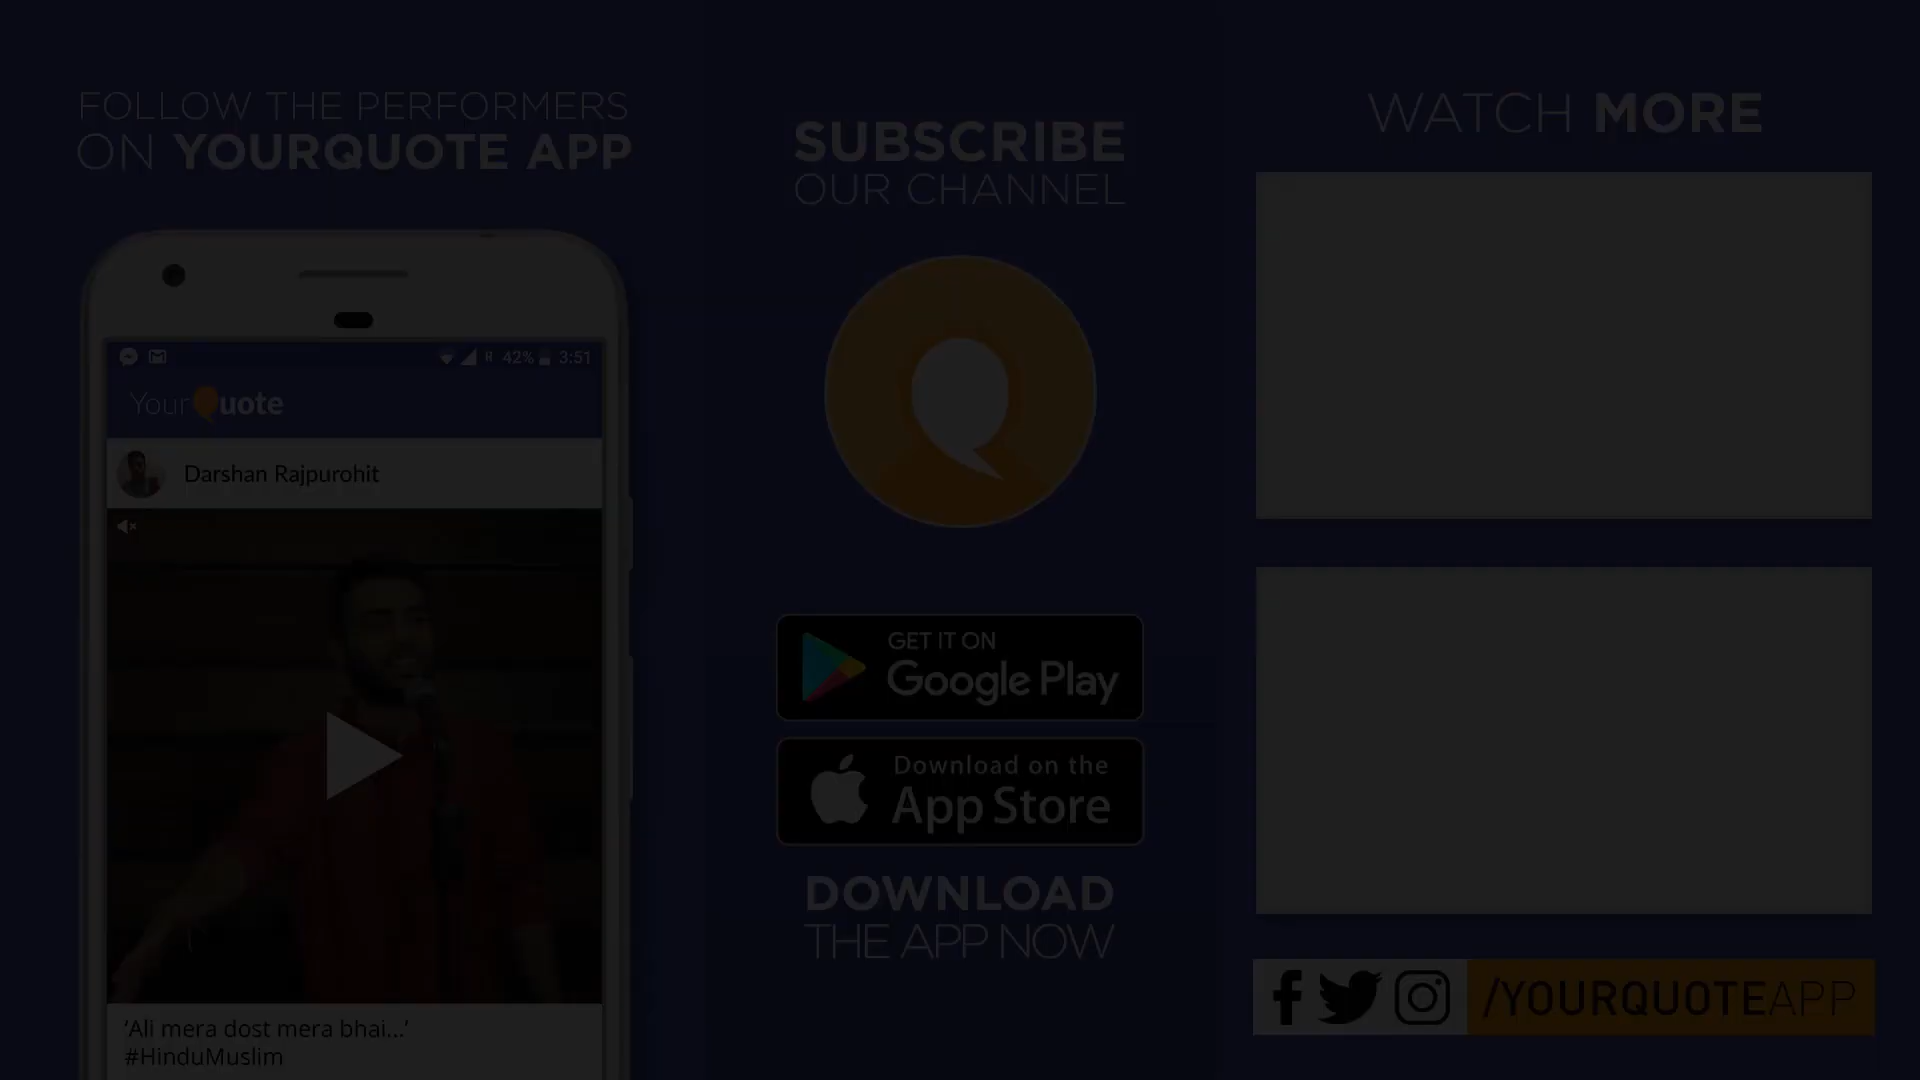 FOLLOW THE PERFORMERS
ON YOURQUOTE APP
R 42% 3:51
YourQuote
Darshan Rajpurohit
'Ali mera dost mera bhai...'
#HinduMuslim
SUBSCRIBE
OUR CHANNEL
GET IT ON
Google Play
Download on the
App Store
DOWNLOAD
THE APP NOW
WATCH MORE
/YOURQUOTEAPP